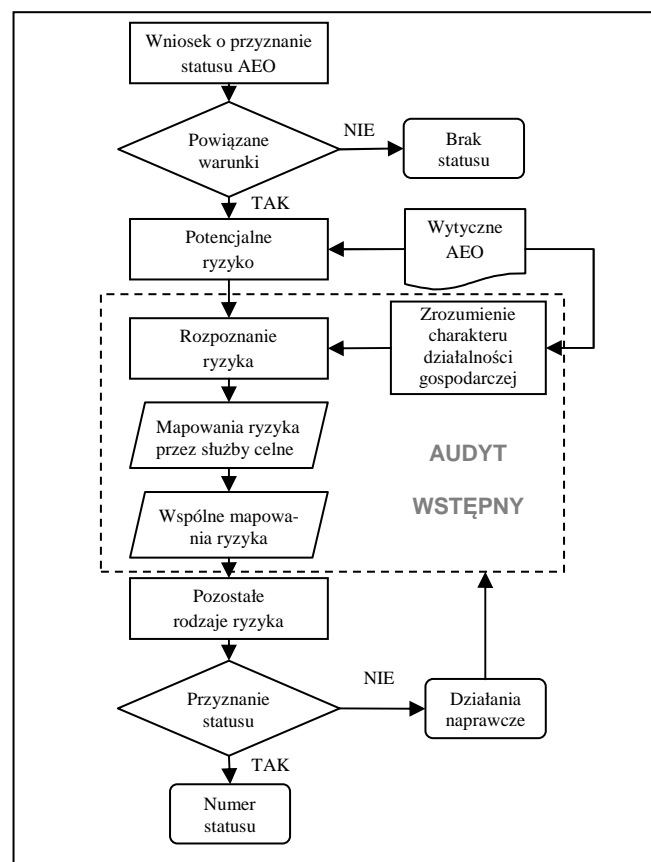 Wniosek o przyznanie
statusu AEO
Powiązane
warunki
NIE
Brak
statusu
TAK
Potencjalne
ryzyko
Wytyczne
AEO
Rozpoznanie
ryzyka
Zrozumienie
charakteru
działalności
gospodarczej
Mapowania ryzyka
przez służby celne
AUDYT
WSTĘPNY
Wspólne mapowa-
nia ryzyka
Pozostałe
rodzaje ryzyka
Przyznanie
statusu
NIE
Działania
naprawcze
TAK
Numer
statusu